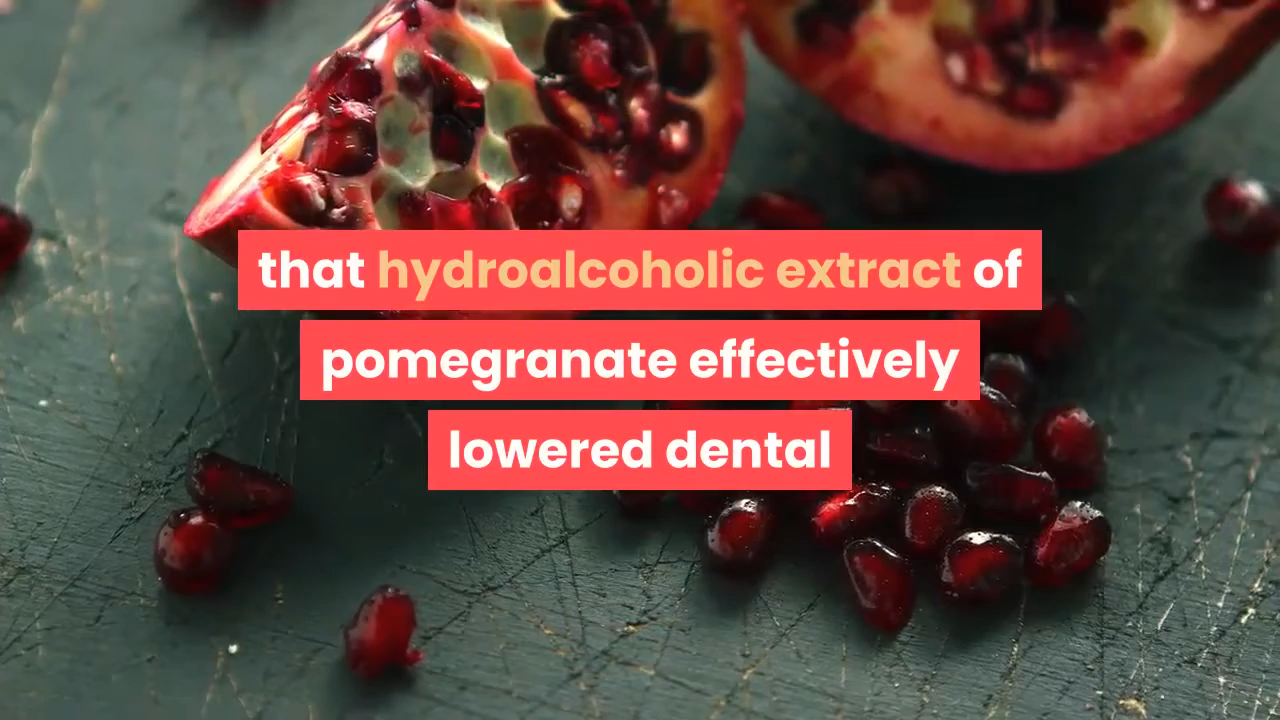 that hydroalcoholic extract of
pomegranate effectively
lowered dental